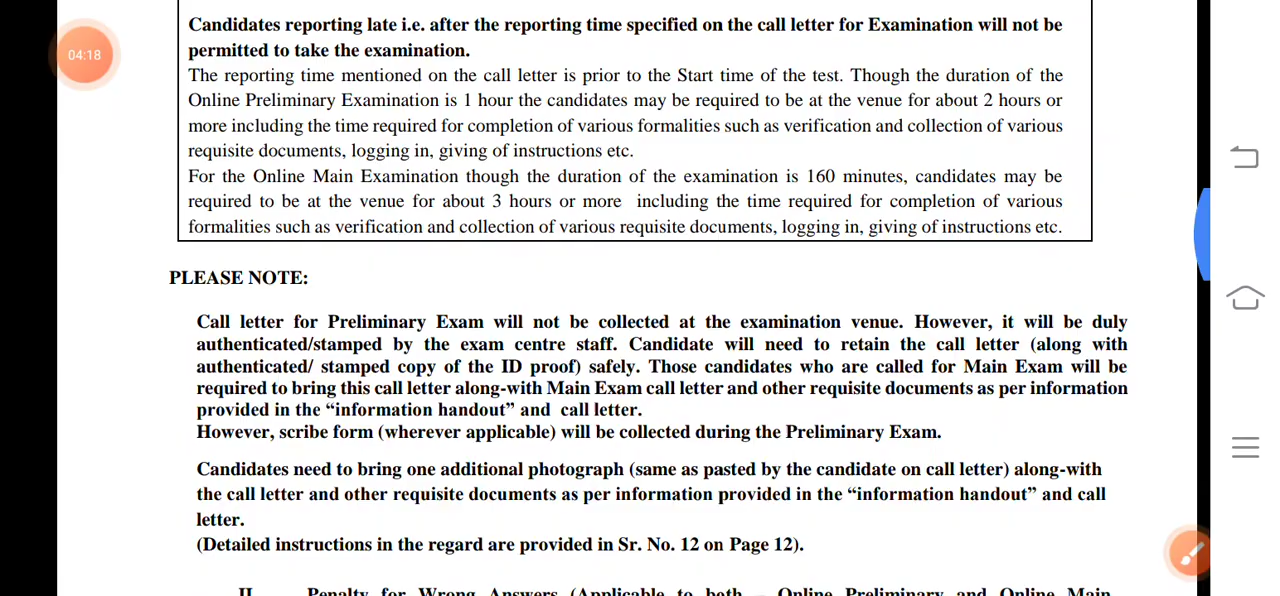 Candidates reporting late i.e. after the reporting time specified on the call letter for Examination will not be
permitted to take the examination.
The reporting time mentioned on the call letter is prior to the Start time of the test. Though the duration of the
Online Preliminary Examination is 1 hour the candidates may be required to be at the venue for about 2 hours or
more including the time required for completion of various formalities such as verification and collection of various
requisite documents, logging in, giving of instructions etc.
For the Online Main Examination though the duration of the examination is 160 minutes, candidates may be
required to be at the venue for about 3 hours or more including the time required for completion of various
formalities such as verification and collection of various requisite documents, logging in, giving of instructions etc.
04:18
PLEASE NOTE:
Call letter for Preliminary Exam will not be collected at the examination venue. However, it will be duly
authenticated/stamped by the exam centre staff. Candidate will need to retain the call letter (along with
authenticated/ stamped copy of the ID proof) safely. Those candidates who are called for Main Exam will be
required to bring this call letter along-with Main Exam call letter and other requisite documents as per information
provided in the “information handout” and call letter.
However, scribe form (wherever applicable) will be collected during the Preliminary Exam.
Candidates need to bring one additional photograph (same as pasted by the candidate on call letter) along-with
the call letter and other requisite documents as per information provided in the “information handout” and call
letter.
(Detailed instructions in the regard are provided in Sr. No. 12 on Page 12).
II Penalty for Wrong Answers (Applicable to both – Online Preliminary and Online Main